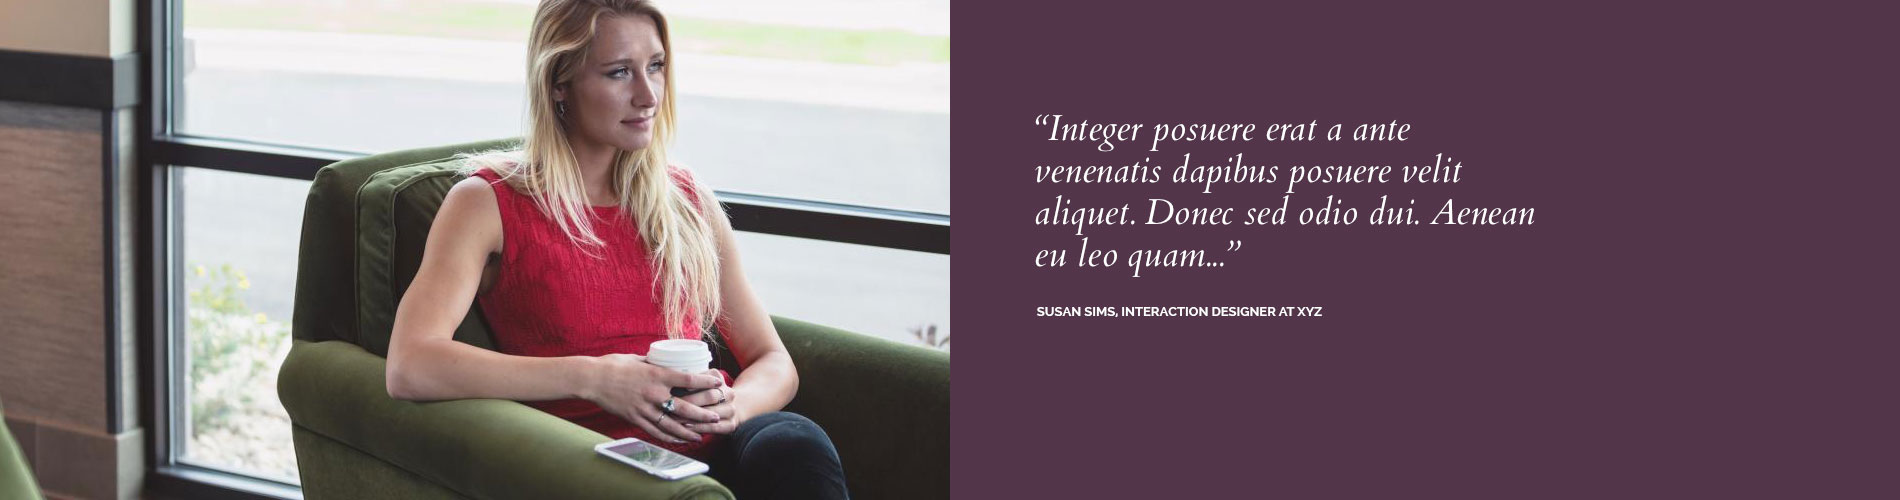 “Integer posuere erat a ante
venenatis dapibus posuere velit
aliquet. Donec sed odio dui. Aenean
eu leo quam...”
SUSAN SIMS, INTERACTION DESIGNER AT XYZ